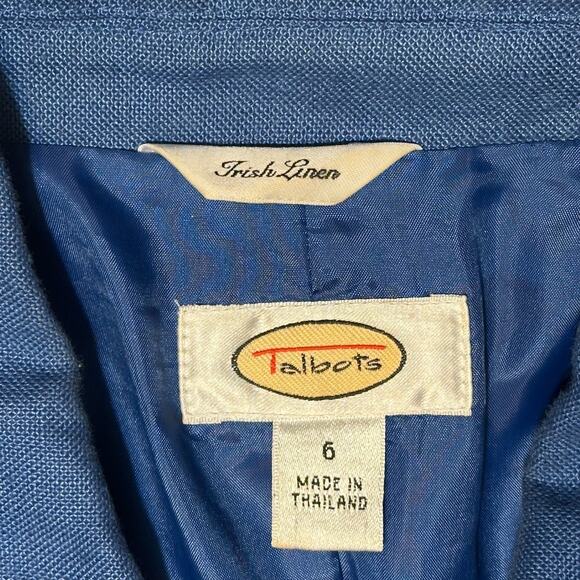 Irish Linen
Talbots
6
MADE IN
THAILAND